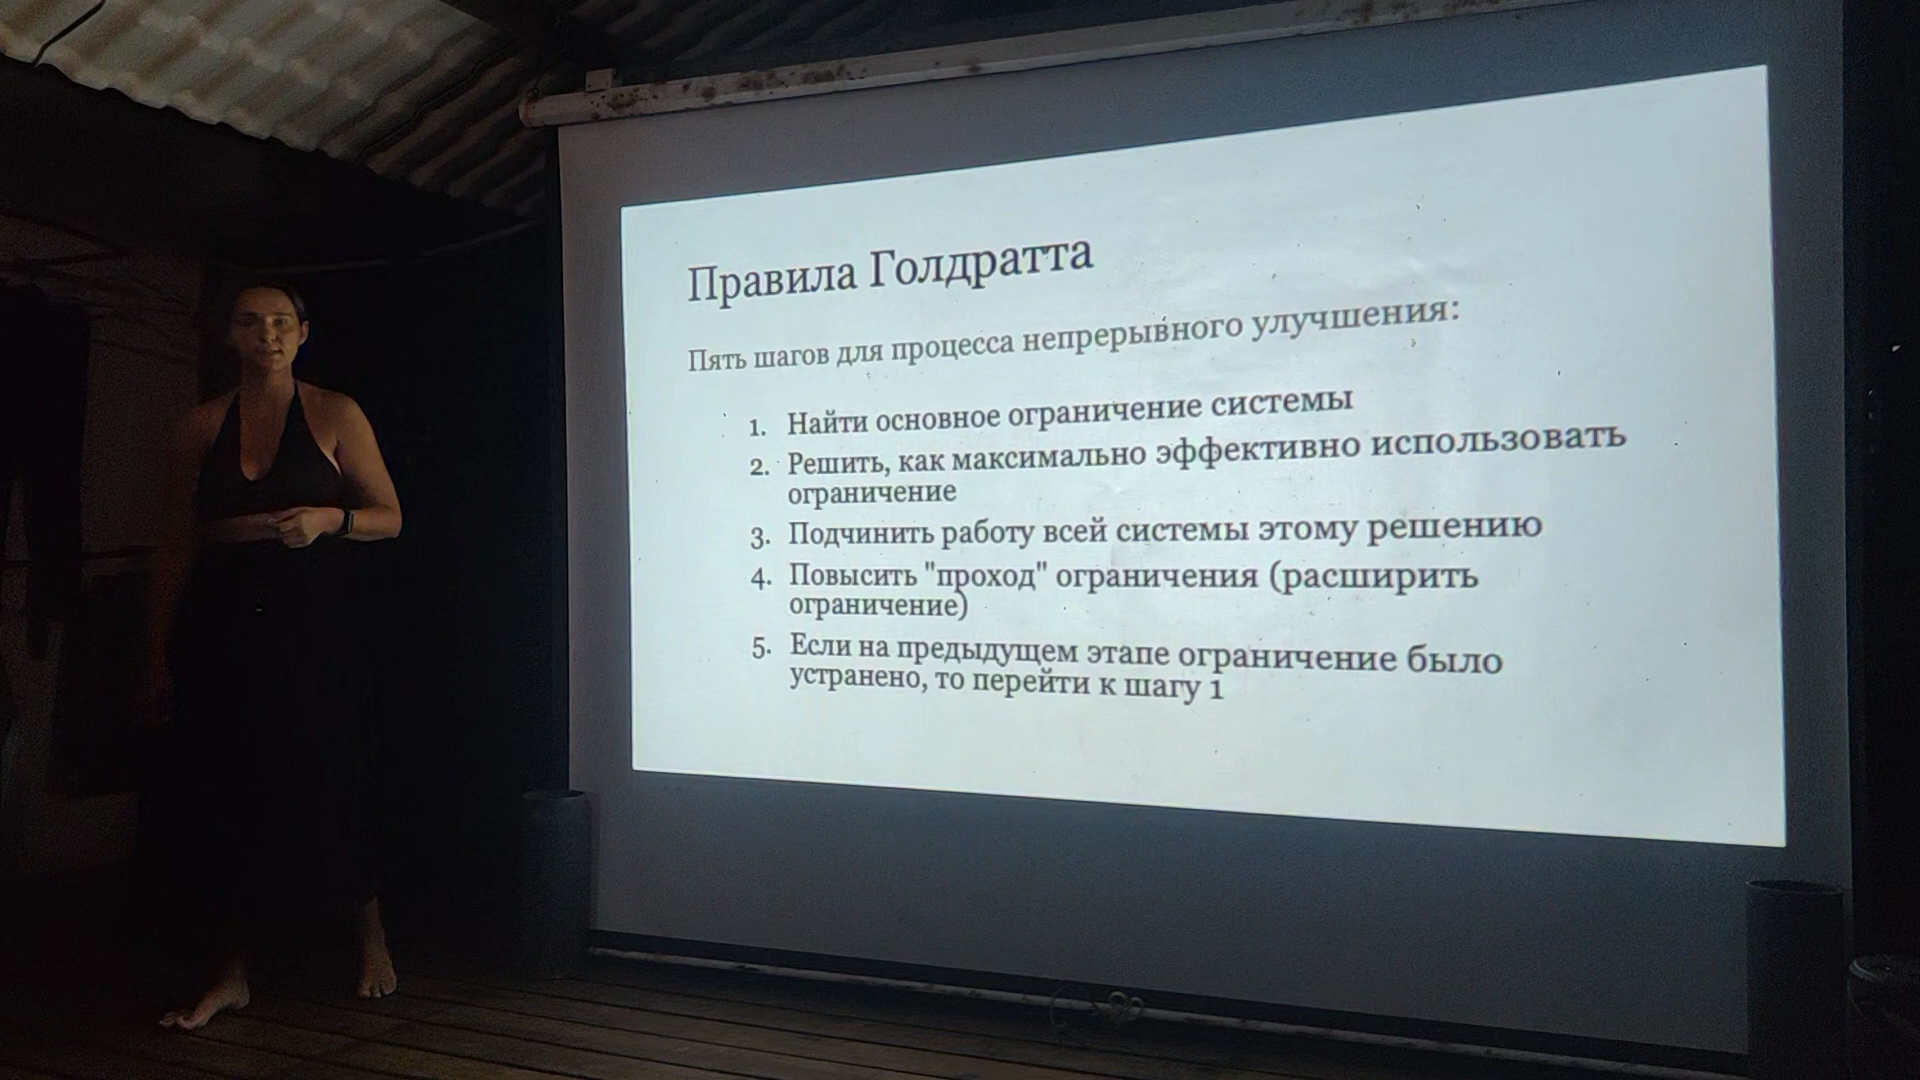 Правила Голдратта
Пять шагов для процесса непрерывного улучшения:
1. Найти основное ограничение системы
2. Решить, как максимально эффективно использовать
ограничение
3. Подчинить работу всей системы этому решению
4. Повысить "проход" ограничения (расширить
ограничение)
5. Если на предыдущем этапе ограничение было
устранено, то перейти к шагу 1